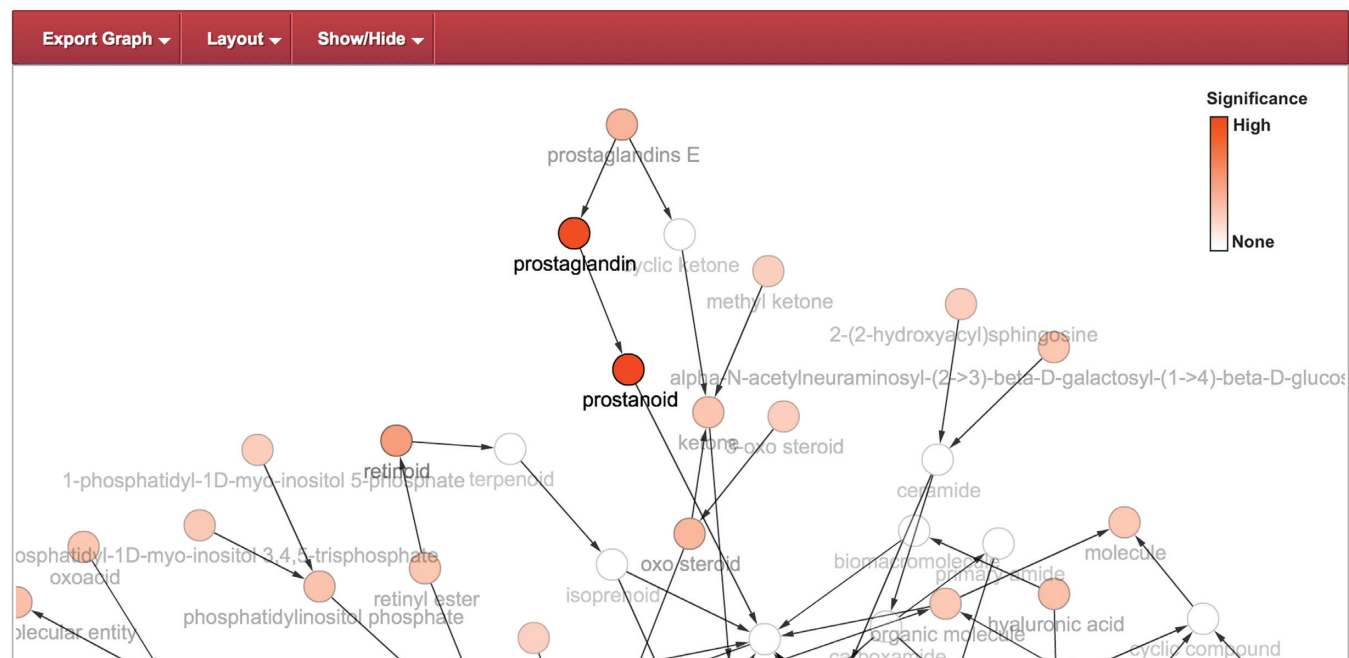 Export Graph
Layout
Show/Hide
Significance
High
None
prostaglandins E
prostaglandin
cyclic ketone
methyl ketone
2-(2-hydroxyacyl)sphingosine
alpha-N-acetylneuraminosyl-(2->3)-beta-D-galactosyl-(1->4)-beta-D-glucos
prostanoid
ketone
3-oxo steroid
retinoid
1-phosphatidyl-1D-myo-inositol 5-phosphate
terpenoid
ceramide
osphatidyl-1D-myo-inositol 3,4,5-trisphosphate
oxoacid
oxo steroid
biomacromolecule
molecule
primary amide
isoprenoid
retinyl ester
phosphatidylinositol phosphate
olecular entity
organic molecule
hyaluronic acid
carboxamide
cyclic compound